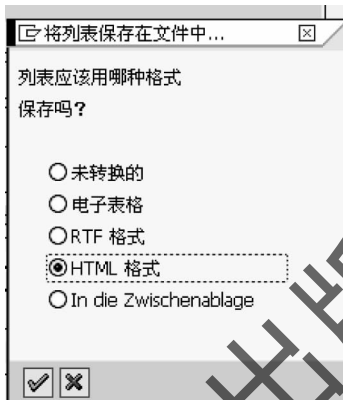 将列表保存在文件中...
列表应该用哪种格式
保存吗？
未转换的
电子表格
RTF 格式
HTML 格式
In die Zwischenablage
出版